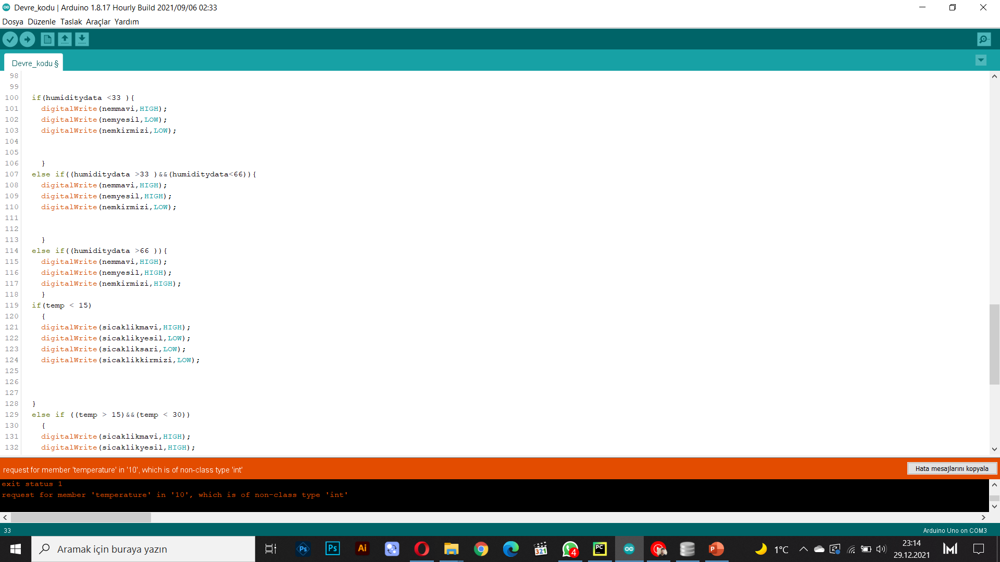 Devre_kodu | Arduino 1.8.17 Hourly Build 2021/09/06 02:33
Dosya Düzenle Taslak Araçlar Yardım
Devre_kodu §
98
99
100 if(humiditydata <33 ){
101 digitalWrite(nemmavi,HIGH);
102 digitalWrite(nemyesil,LOW);
103 digitalWrite(nemkirmizi,LOW);
104
105
106 }
107 else if((humiditydata >33 )&&(humiditydata<66)){
108 digitalWrite(nemmavi,HIGH);
109 digitalWrite(nemyesil,HIGH);
110 digitalWrite(nemkirmizi,LOW);
111
112
113 }
114 else if((humiditydata >66 )){
115 digitalWrite(nemmavi,HIGH);
116 digitalWrite(nemyesil,HIGH);
117 digitalWrite(nemkirmizi,HIGH);
118 }
119 if(temp < 15)
120 {
121 digitalWrite(sicaklikmavi,HIGH);
122 digitalWrite(sicaklikyesil,LOW);
123 digitalWrite(sicakliksari,LOW);
124 digitalWrite(sicaklikkirmizi,LOW);
125
126
127
128 }
129 else if ((temp > 15)&&(temp < 30))
130 {
131 digitalWrite(sicaklikmavi,HIGH);
132 digitalWrite(sicaklikyesil,HIGH);
request for member 'temperature' in '10', which is of non-class type 'int'
Hata mesajlarını kopyala
exit status 1
request for member 'temperature' in '10', which is of non-class type 'int'
33
Arduino Uno on COM3
Aramak için buraya yazın
Ps
Ps
Ai
321
4
PC
P
1°C
23:14
29.12.2021